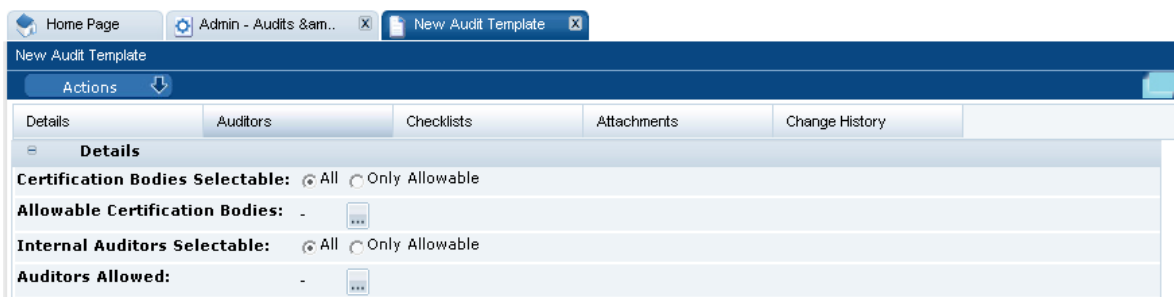 Home Page Admin - Audits &am.. New Audit Template
New Audit Template
Actions
Details Auditors Checklists Attachments Change History
Details
Certification Bodies Selectable: All Only Allowable
Allowable Certification Bodies: - ...
Internal Auditors Selectable: All Only Allowable
Auditors Allowed: - ...